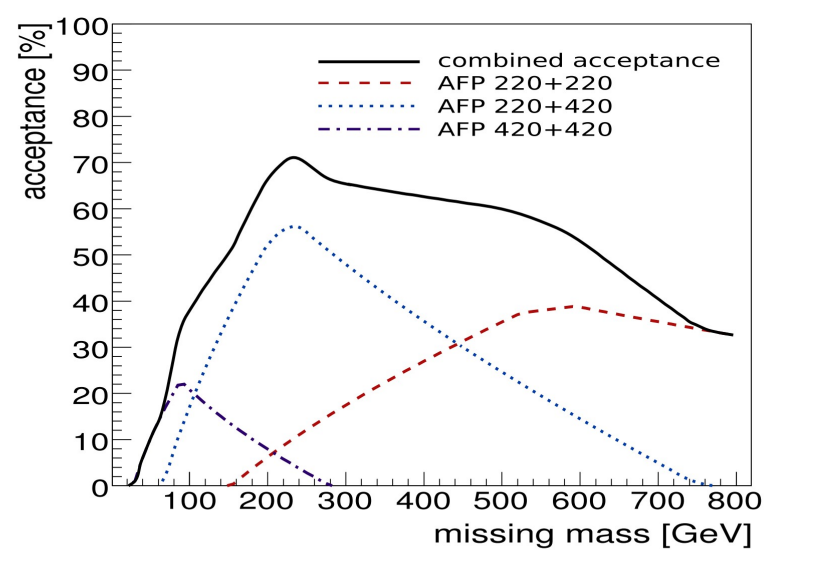 acceptance [%]
100
90
80
70
60
50
40
30
20
10
0
combined acceptance
AFP 220+220
AFP 220+420
AFP 420+420
100 200 300 400 500 600 700 800
missing mass [GeV]